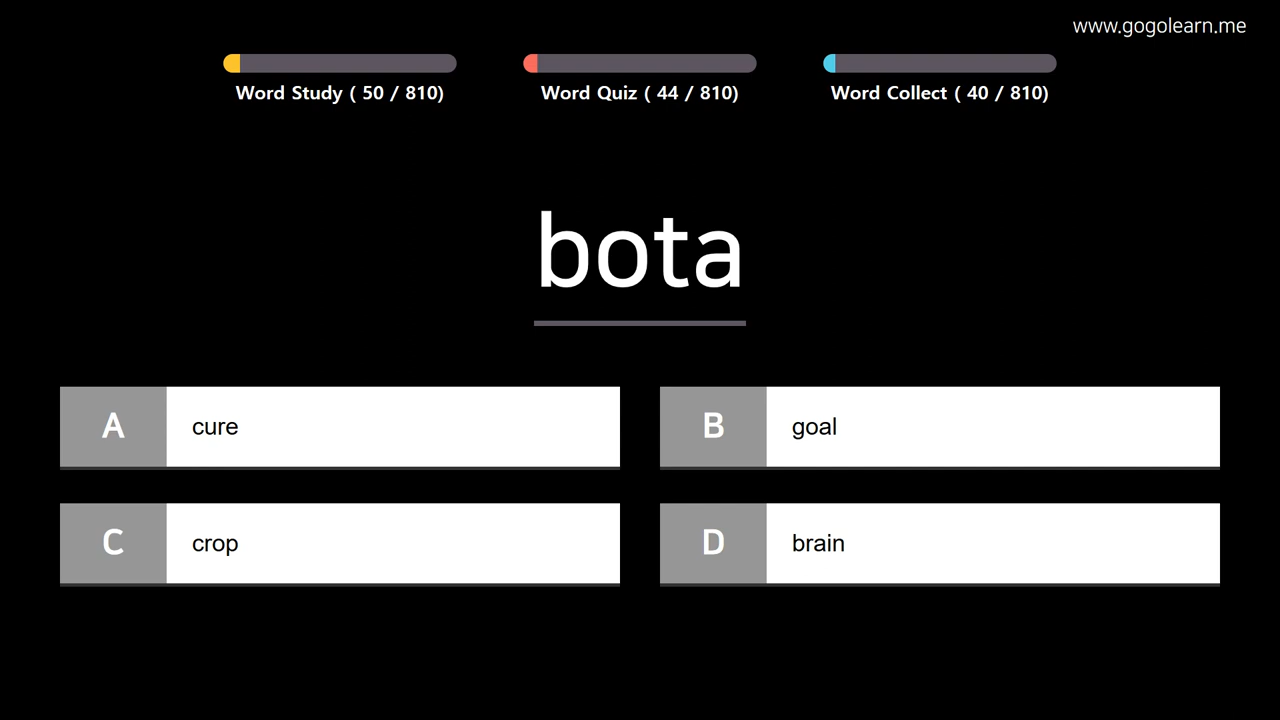 www.gogolearn.me
Word Study ( 50 / 810)
Word Quiz ( 44 / 810)
Word Collect ( 40 / 810)
bota
A cure
B goal
C crop
D brain